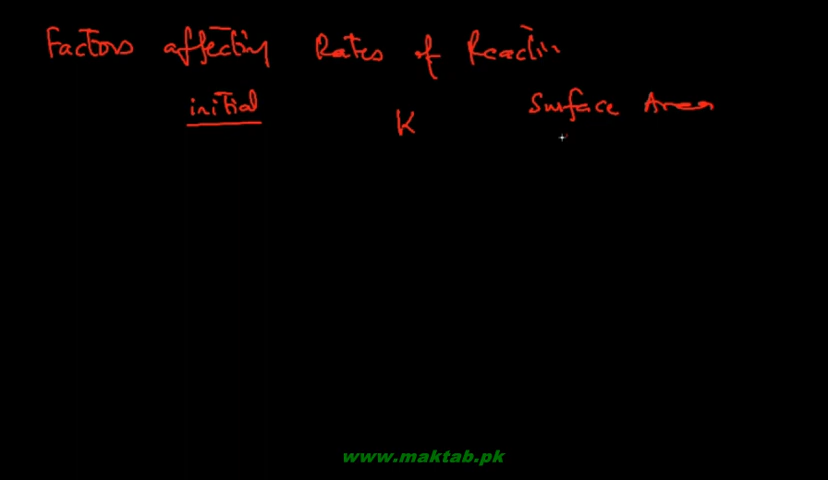 Factors affecting Rates of Reaction
initial K Surface Area
www.maktab.pk